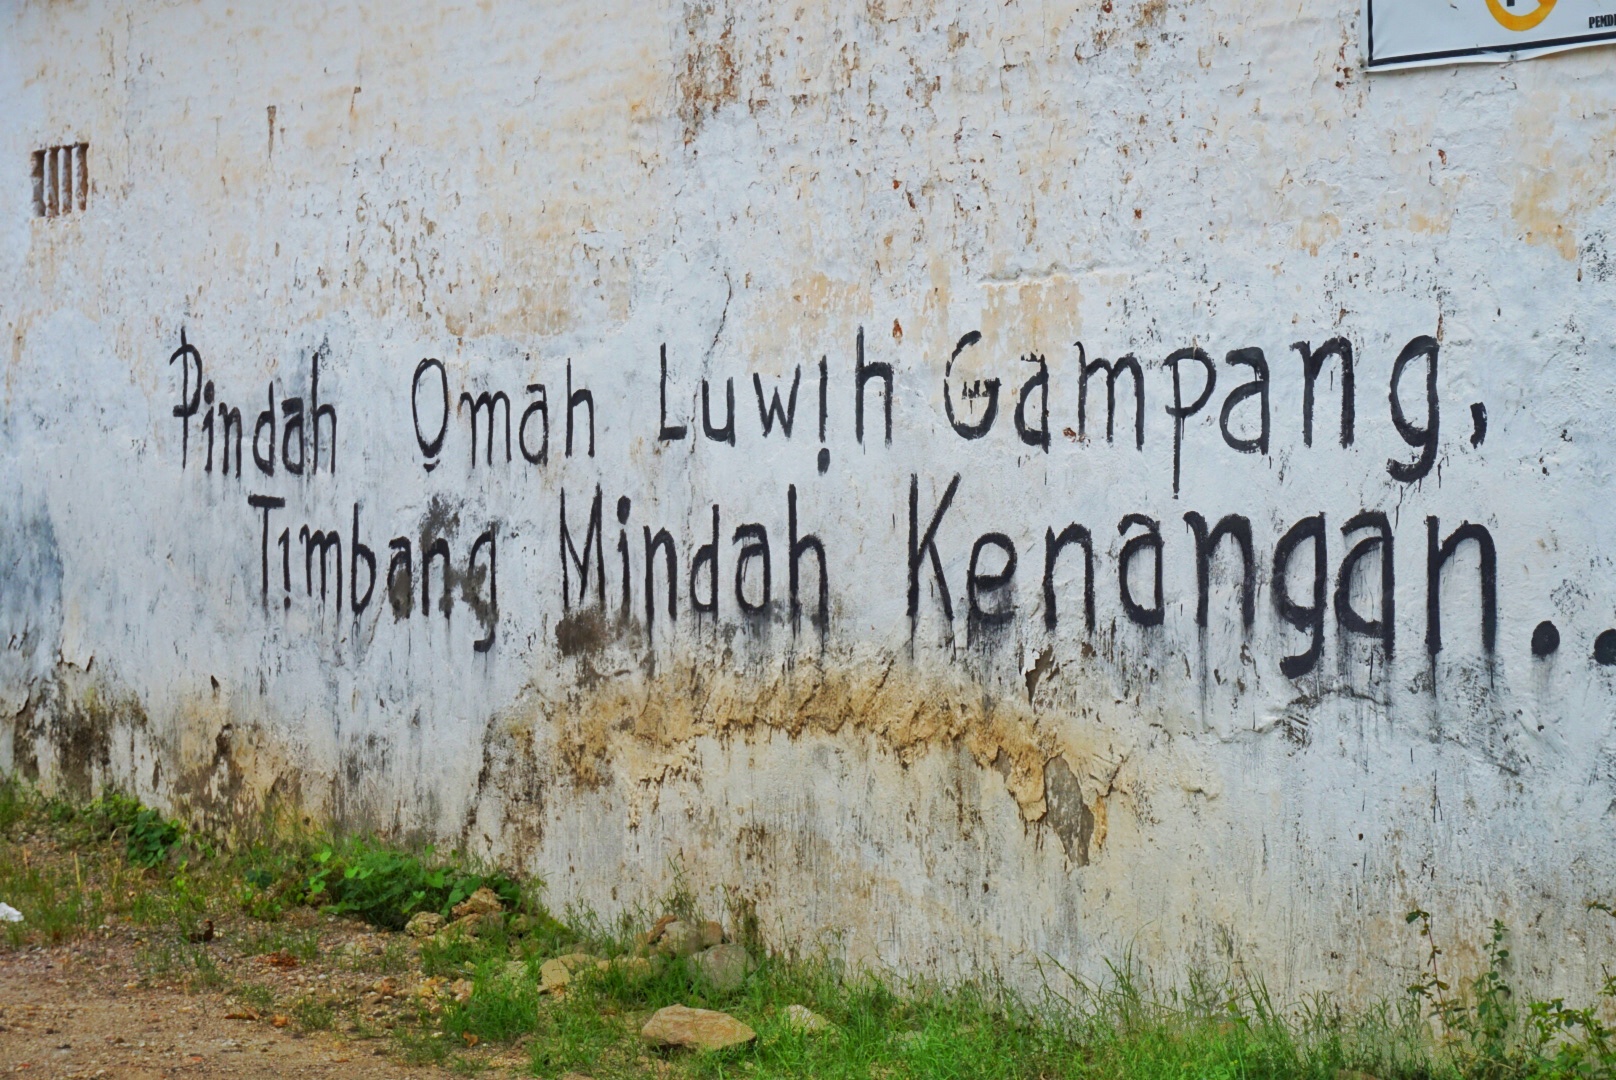 Pindah Omah Luwih Gampang,
Timbang Mindah Kenangan..